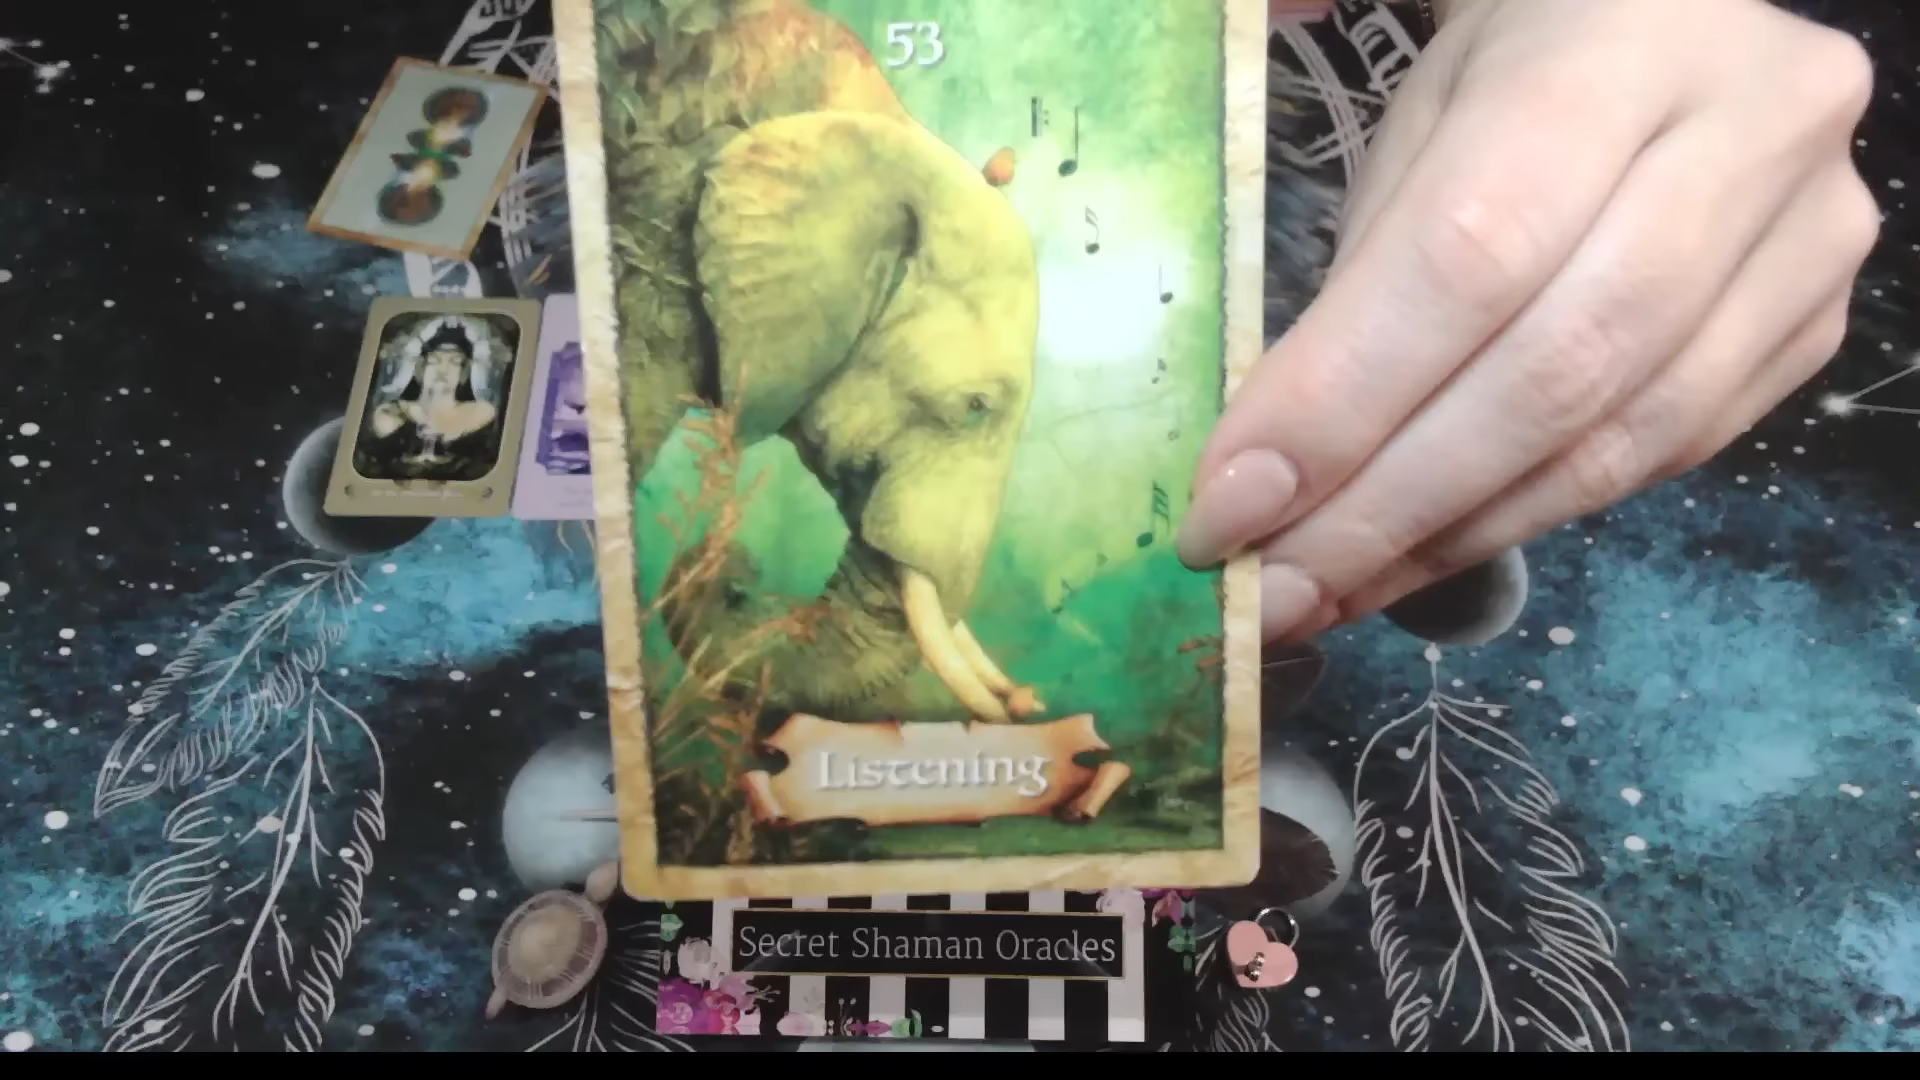 53
Listening
Secret Shaman Oracles